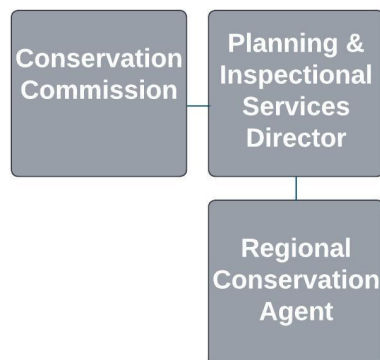 Conservation
Commission
Planning &
Inspectional
Services
Director
Regional
Conservation
Agent